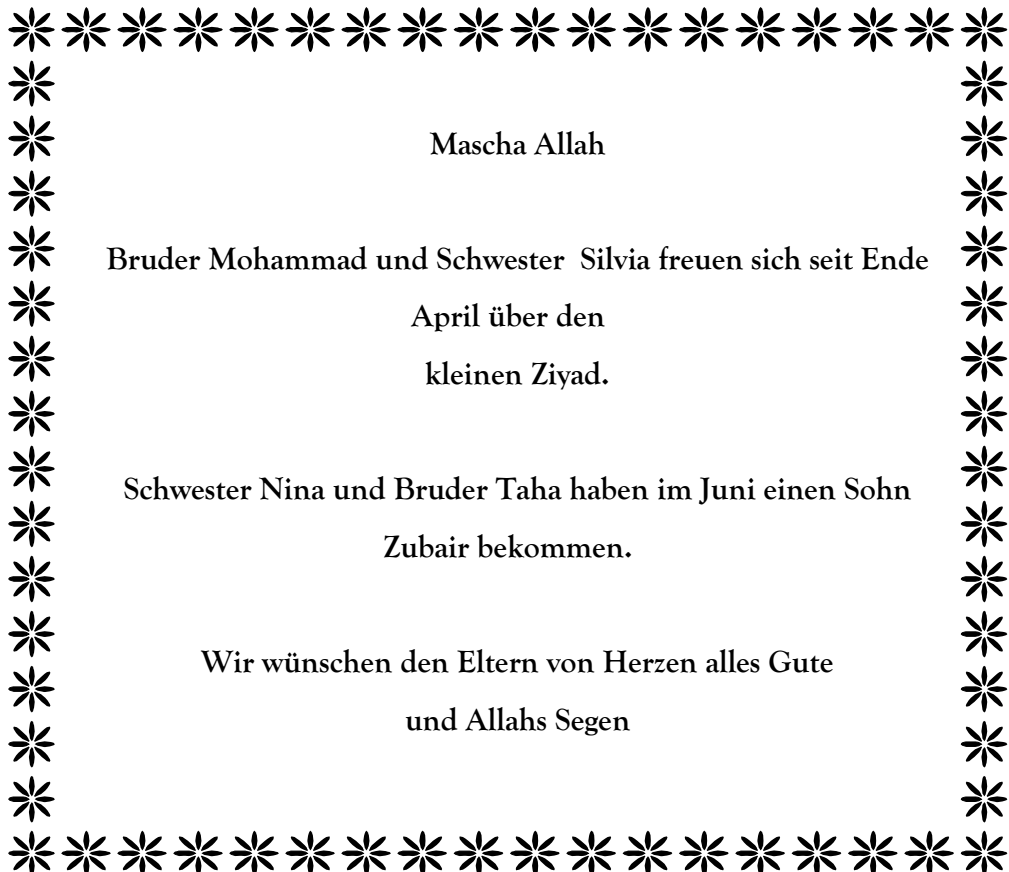 Mascha Allah
Bruder Mohammad und Schwester  Silvia freuen sich seit Ende
April über den
kleinen Ziyad.
Schwester Nina und Bruder Taha haben im Juni einen Sohn
Zubair bekommen.
Wir wünschen den Eltern von Herzen alles Gute
und Allahs Segen